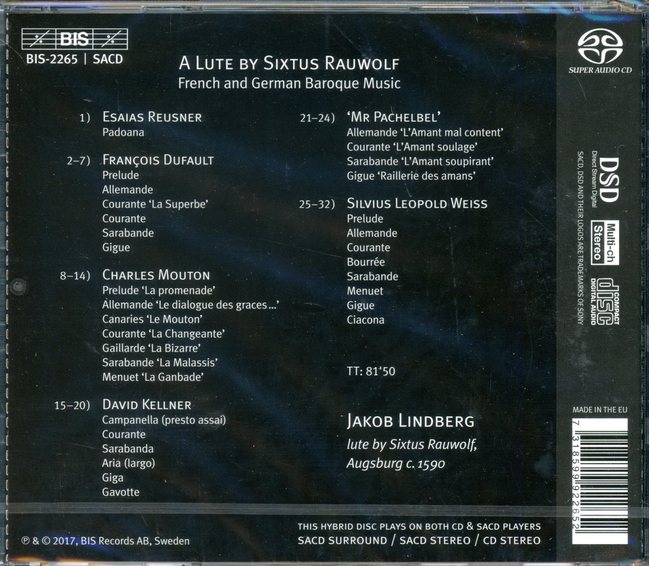 BIS
BIS-2265 | SACD
A Lute by Sixtus Rauwolf
French and German Baroque Music
1) Esaias Reusner
Padoana
2–7) François Dufault
Prelude
Allemande
Courante ‘La Superbe’
Courante
Sarabande
Gigue
8–14) Charles Mouton
Prelude ‘La promenade’
Allemande ‘Le dialogue des graces…’
Canaries ‘Le Mouton’
Courante ‘La Changeante’
Gaillarde ‘La Bizarre’
Sarabande ‘La Malassis’
Menuet ‘La Ganbade’
15–20) David Kellner
Campanella (presto assai)
Courante
Sarabanda
Aria (largo)
Giga
Gavotte
21–24) ‘Mr Pachelbel’
Allemande ‘L'Amant mal content’
Courante ‘L'Amant soulage’
Sarabande ‘L'Amant soupirant’
Gigue ‘Raillerie des amans’
25–32) Silvius Leopold Weiss
Prelude
Allemande
Courante
Bourrée
Sarabande
Menuet
Gigue
Ciacona
TT: 81'50
Jakob Lindberg
lute by Sixtus Rauwolf,
Augsburg c. 1590
THIS HYBRID DISC PLAYS ON BOTH CD & SACD PLAYERS
SACD SURROUND / SACD STEREO / CD STEREO
℗ & © 2017, BIS Records AB, Sweden
SUPER AUDIO CD
DSD
Direct Stream Digital
Multi-ch
Stereo
COMPACT
disc
DIGITAL AUDIO
SACD, DSD AND THEIR LOGOS ARE TRADEMARKS OF SONY
MADE IN THE EU
7 318599 922652